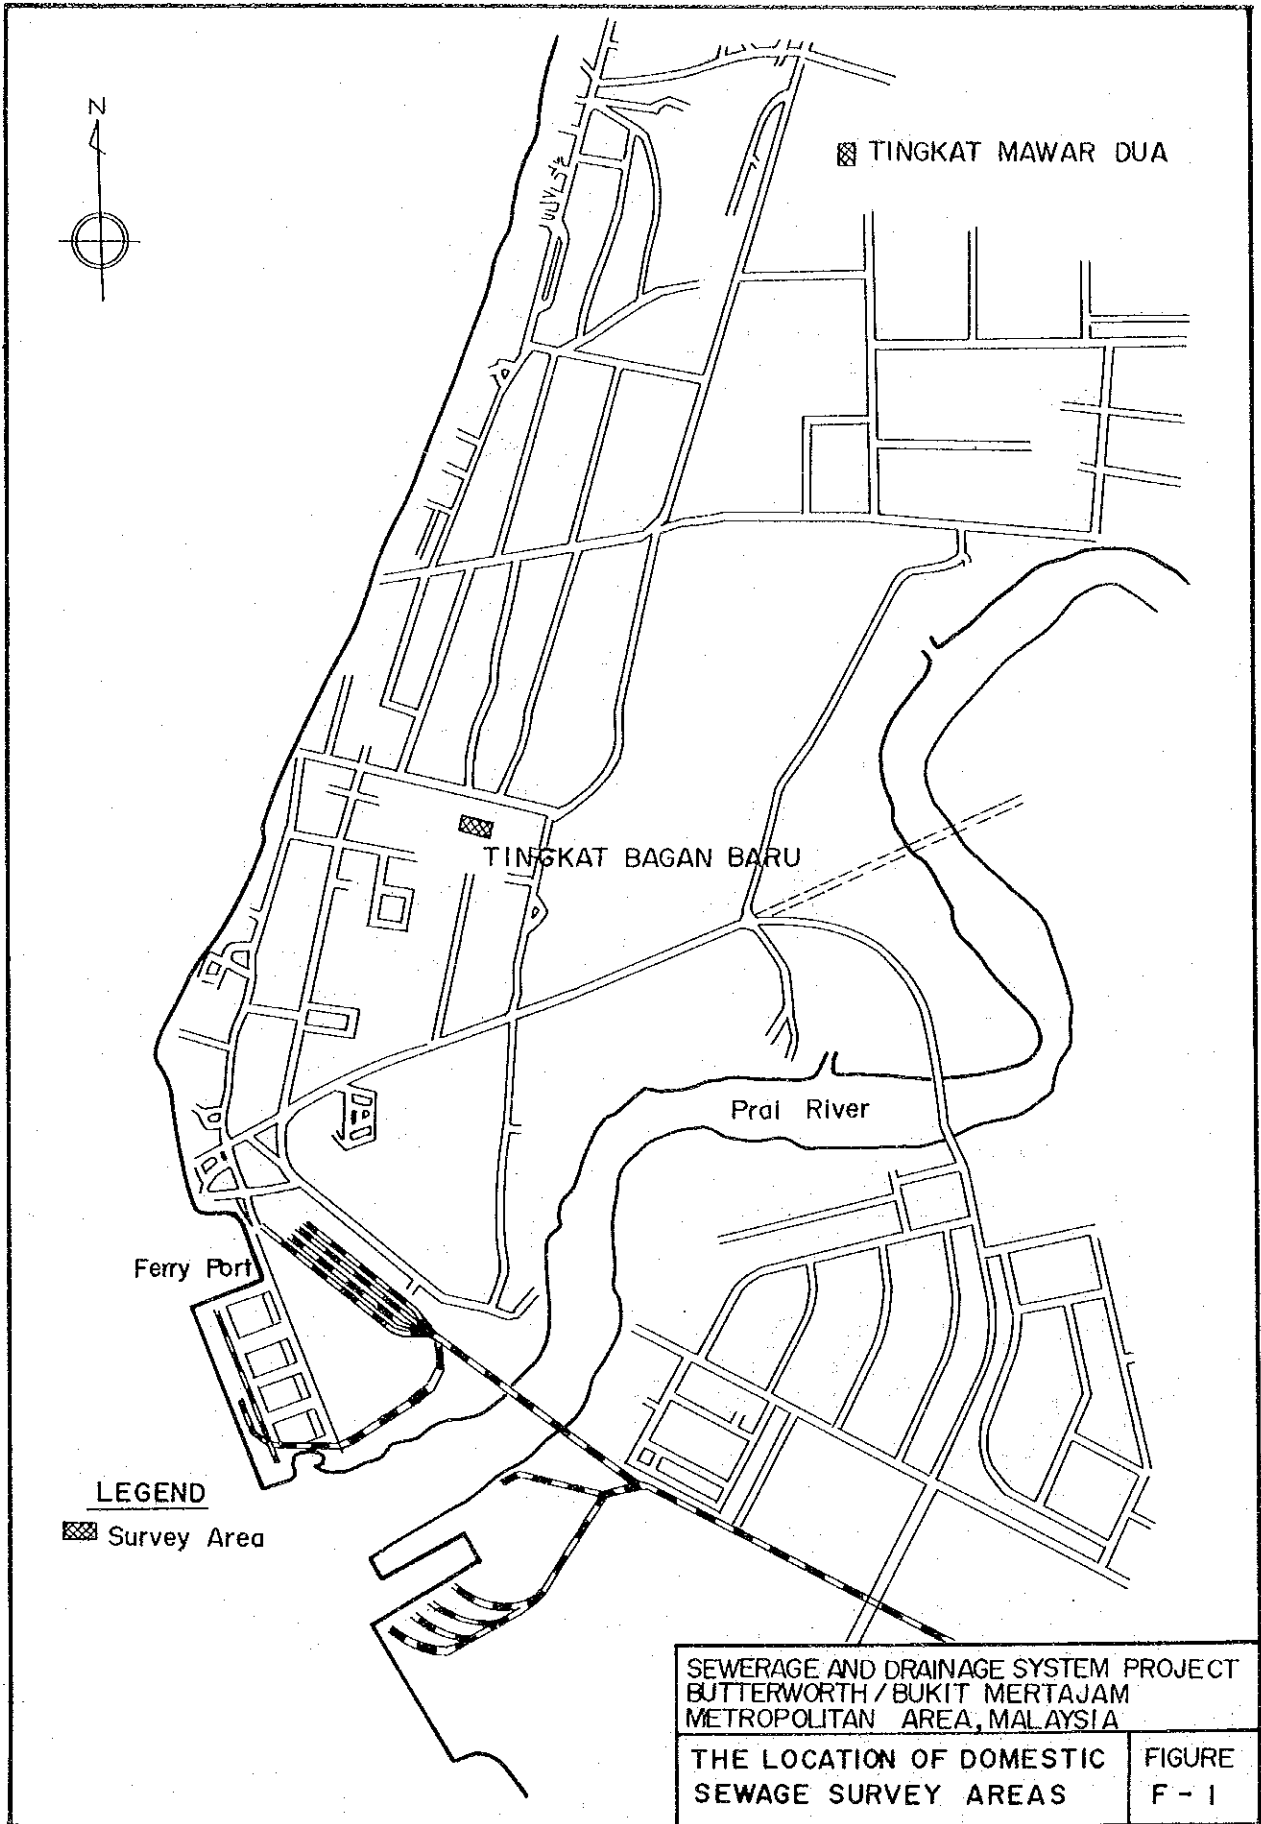 N
TINGKAT MAWAR DUA
TINGKAT BAGAN BARU
Prai River
Ferry Port
LEGEND
Survey Area
SEWERAGE AND DRAINAGE SYSTEM PROJECT
BUTTERWORTH / BUKIT MERTAJAM
METROPOLITAN AREA, MALAYSIA
THE LOCATION OF DOMESTIC
SEWAGE SURVEY AREAS
FIGURE
F - 1